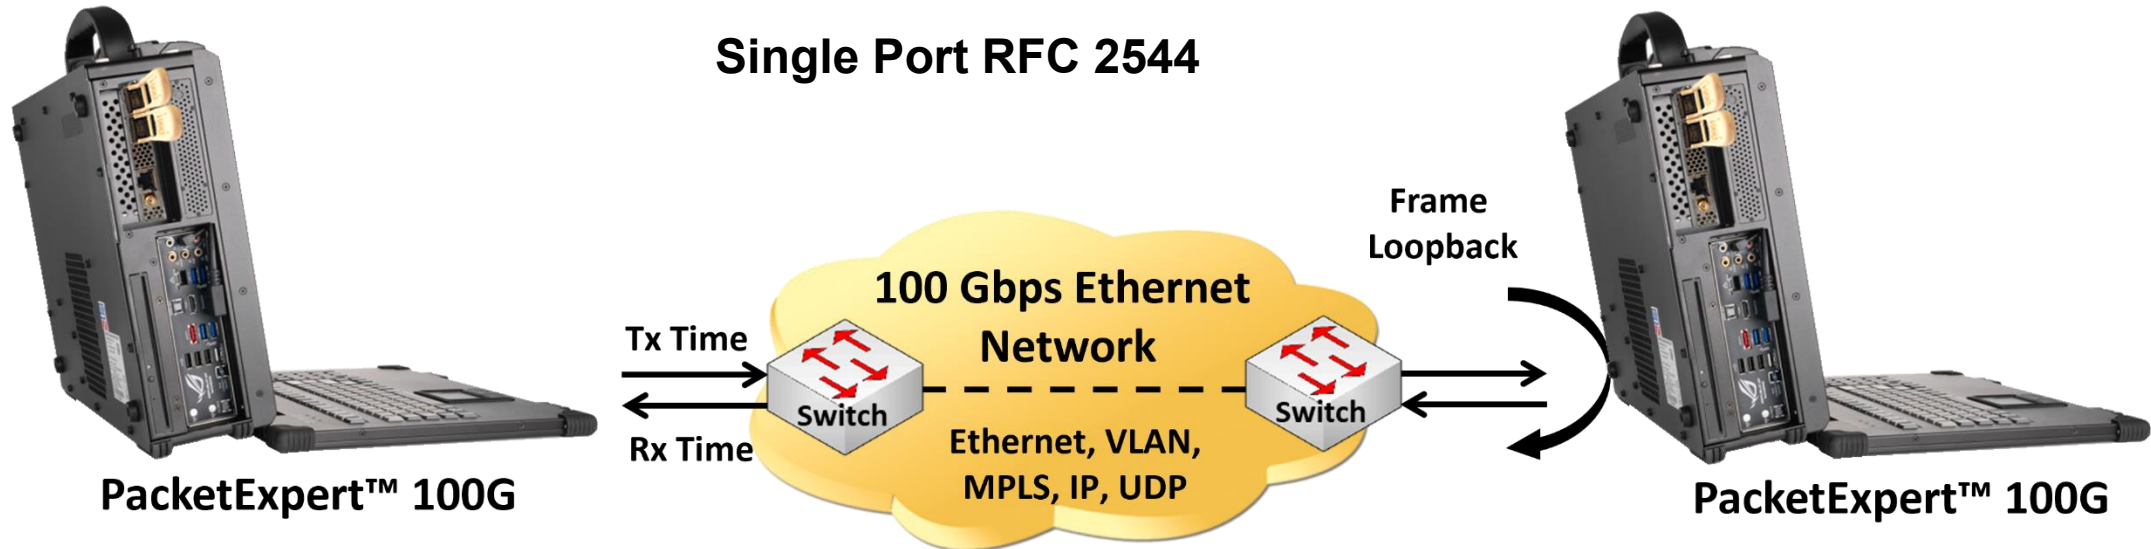 Single Port RFC 2544
Frame
Loopback
100 Gbps Ethernet
Network
Tx Time
Switch
Switch
Rx Time
Ethernet, VLAN,
MPLS, IP, UDP
PacketExpert™ 100G
PacketExpert™ 100G